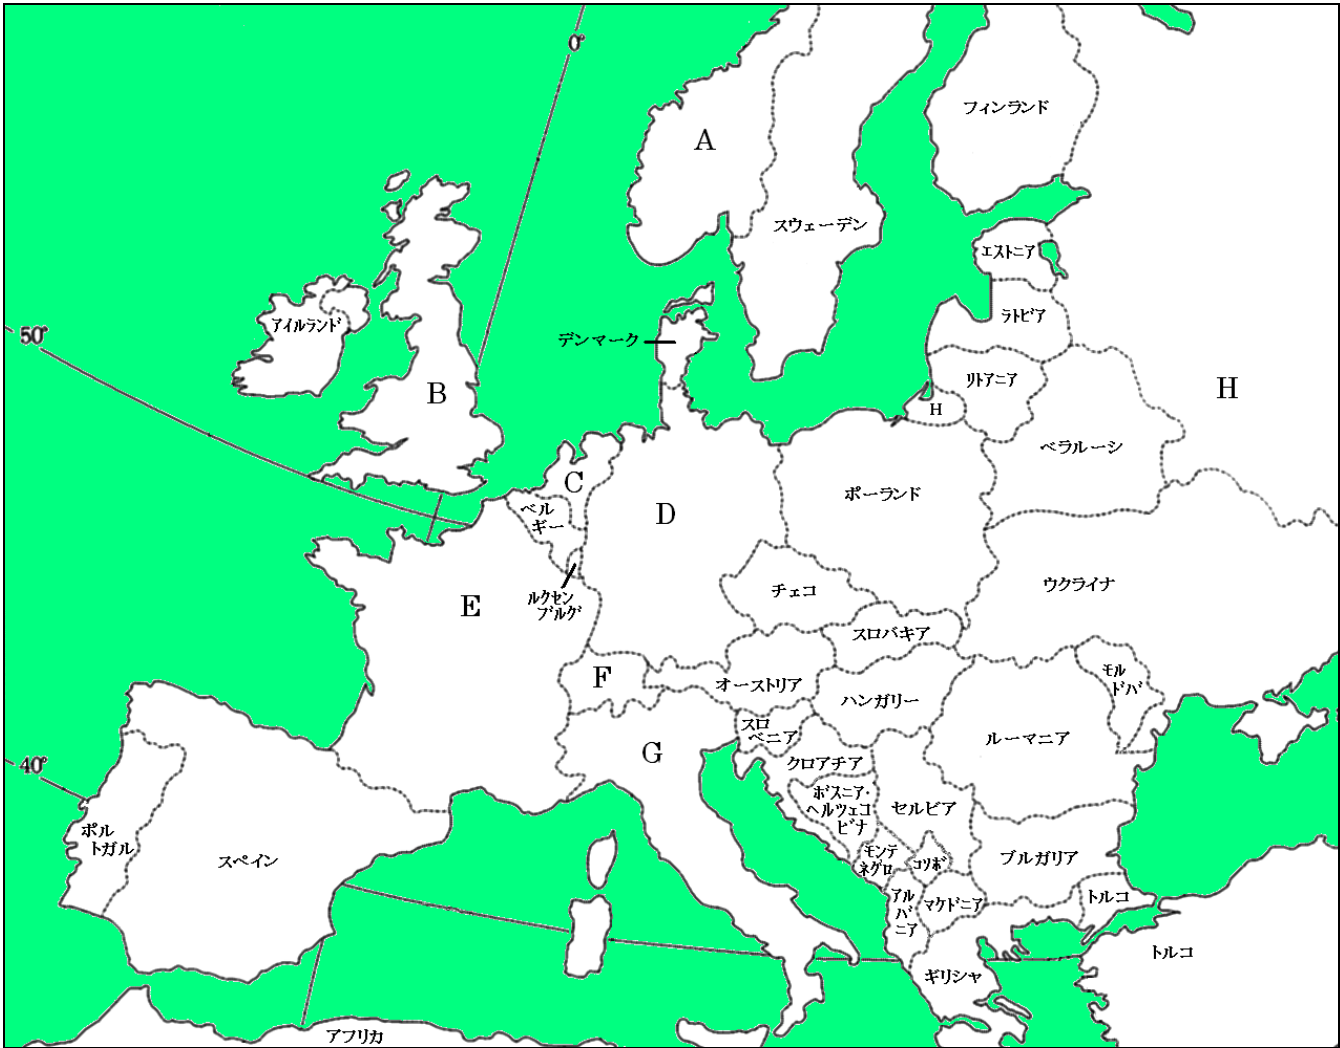 0°
フィンランド
A
スウェーデン
エストニア
アイルランド
ラトビア
50°
デンマーク
リトアニア
B
H
H
ベラルーシ
C
ポーランド
ベル
ギー
D
ウクライナ
チェコ
E
ルクセン
ブルグ
スロバキア
F
オーストリア
モル
ドバ
ハンガリー
スロ
ベニア
ルーマニア
G
40°
クロアチア
ボスニア・
ヘルツェコ
ビナ
セルビア
ポル
トガル
スペイン
モンテ
ネグロ
コソボ
ブルガリア
アル
バ
ニア
マケドニア
トルコ
トルコ
ギリシャ
アフリカ